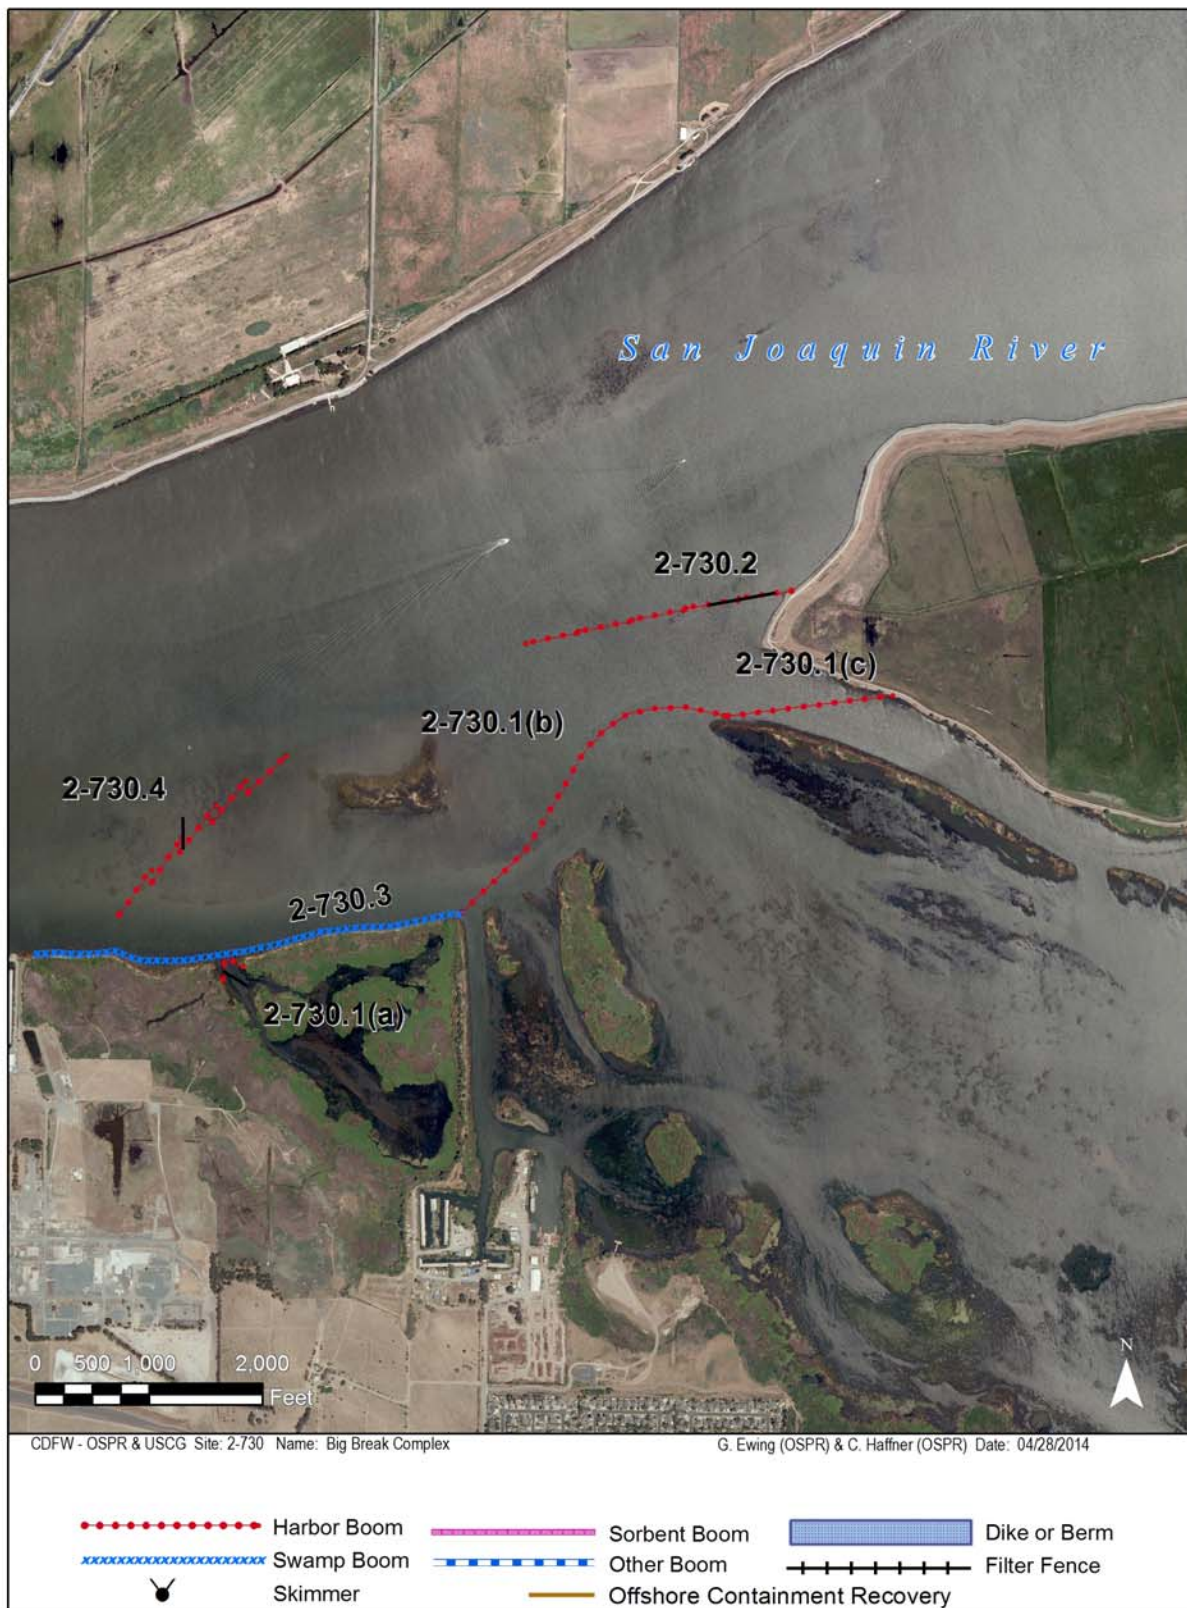 San Joaquin River
2-730.2
2-730.1(c)
2-730.1(b)
2-730.4
2-730.3
2-730.1(a)
0 500 1,000 2,000
Feet
N
CDFW - OSPR & USCG Site: 2-730 Name: Big Break Complex G. Ewing (OSPR) & C. Haffner (OSPR) Date: 04/28/2014
Harbor Boom Sorbent Boom Dike or Berm
Swamp Boom Other Boom Filter Fence
Skimmer Offshore Containment Recovery